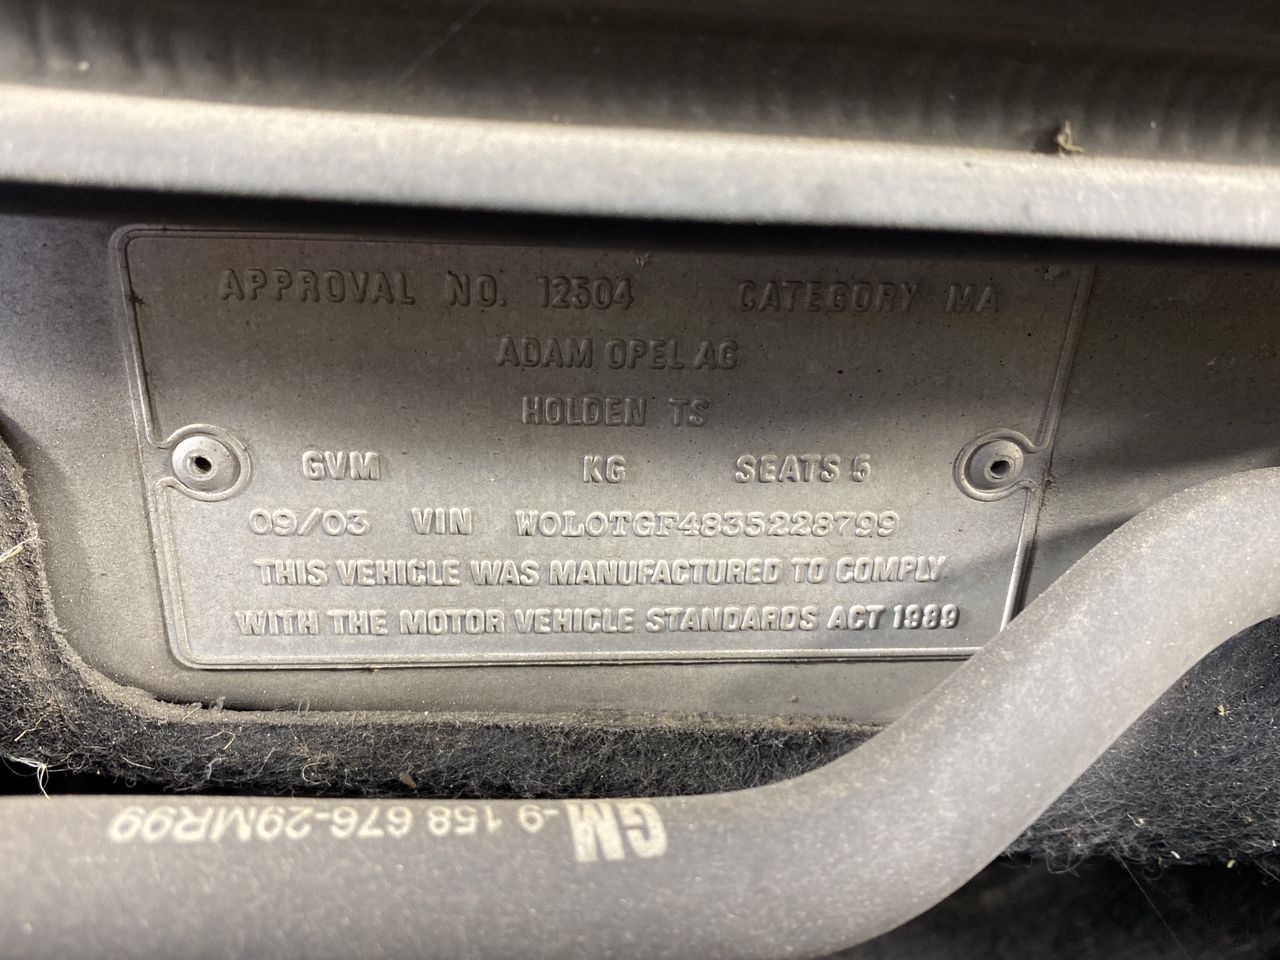 APPROVAL NO. 12504 CATEGORY MA
ADAM OPEL AG
HOLDEN TS
GVM KG SEATS 5
09/03 VIN W0L0TGF4835228799
THIS VEHICLE WAS MANUFACTURED TO COMPLY
WITH THE MOTOR VEHICLE STANDARDS ACT 1989
GM-9 158 676-29MR99